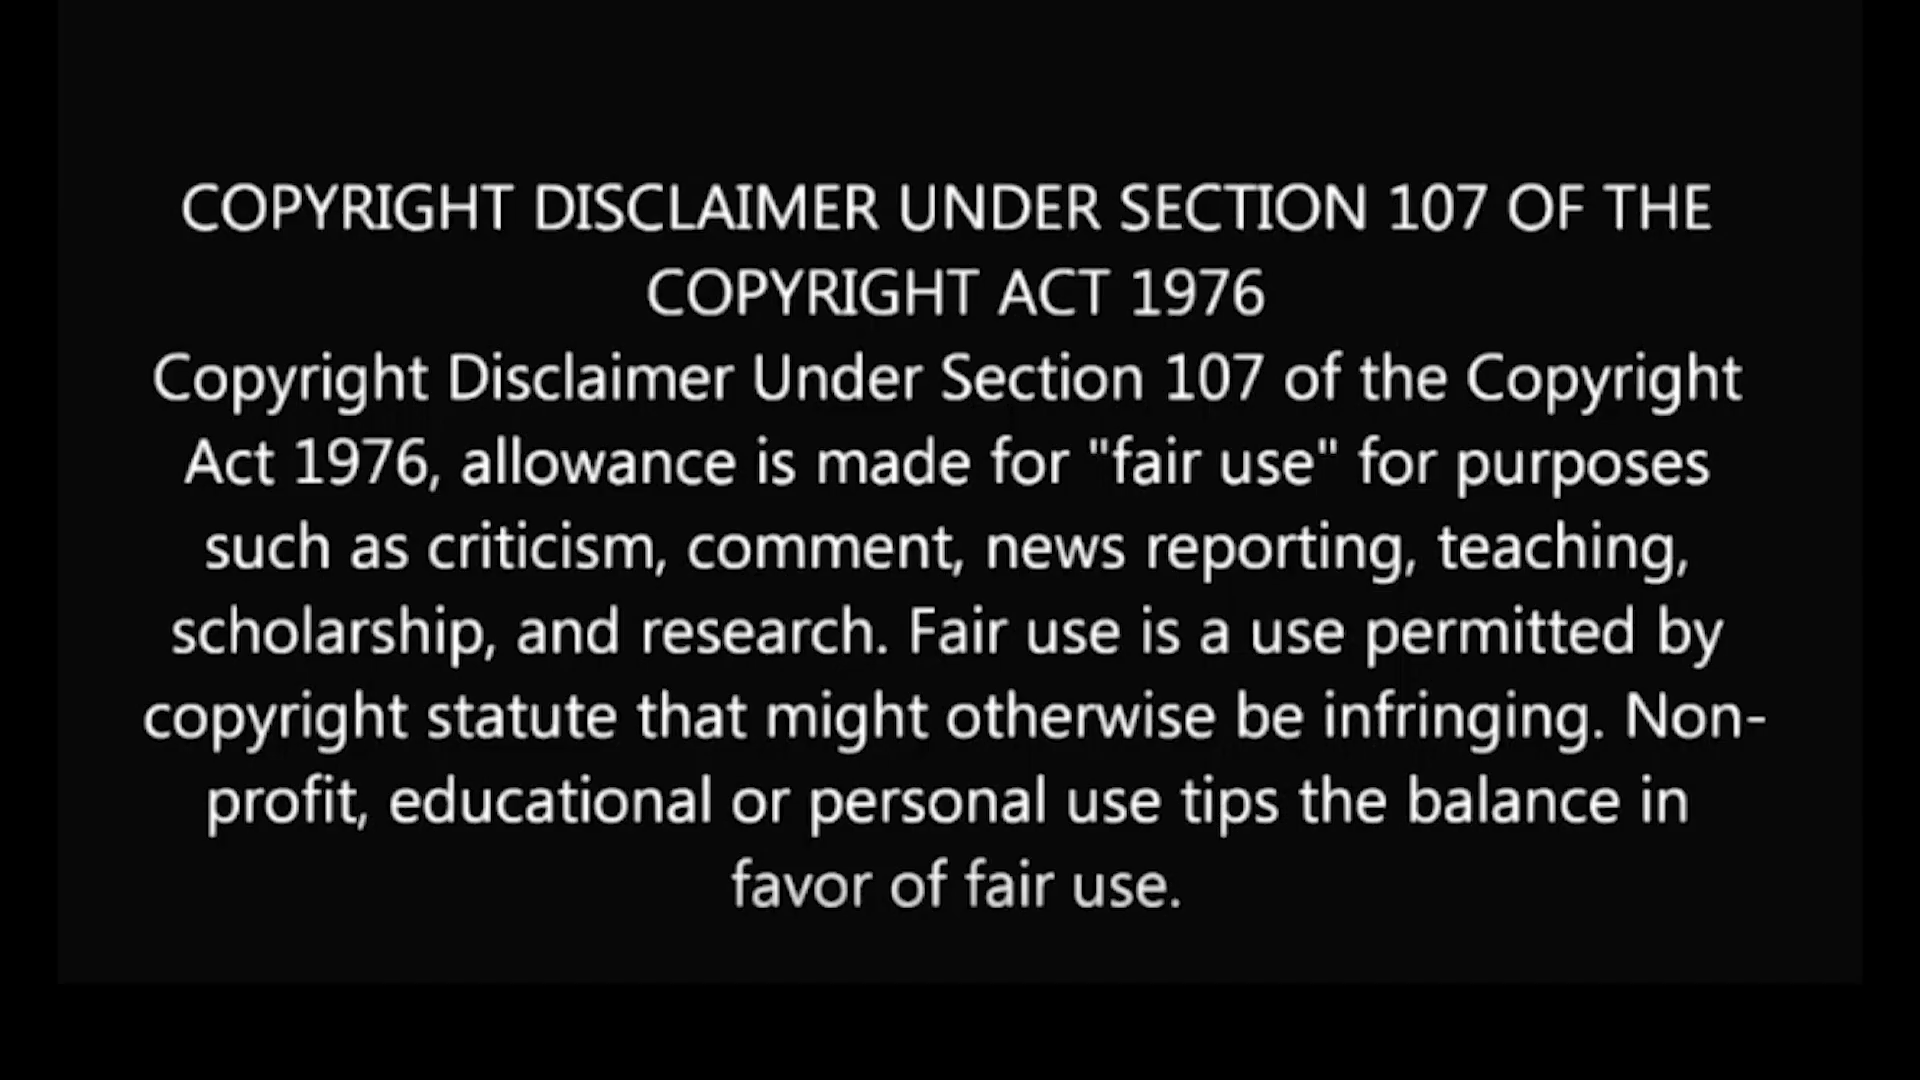 COPYRIGHT DISCLAIMER UNDER SECTION 107 OF THE
COPYRIGHT ACT 1976
Copyright Disclaimer Under Section 107 of the Copyright
Act 1976, allowance is made for "fair use" for purposes
such as criticism, comment, news reporting, teaching,
scholarship, and research. Fair use is a use permitted by
copyright statute that might otherwise be infringing. Non-
profit, educational or personal use tips the balance in
favor of fair use.